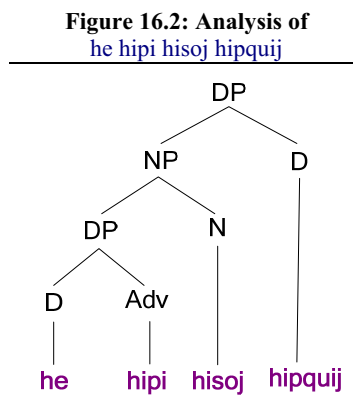 Figure 16.2: Analysis of
he hipi hisoj hipquij
DP
NP D
DP N
D Adv
he hipi hisoj hipquij